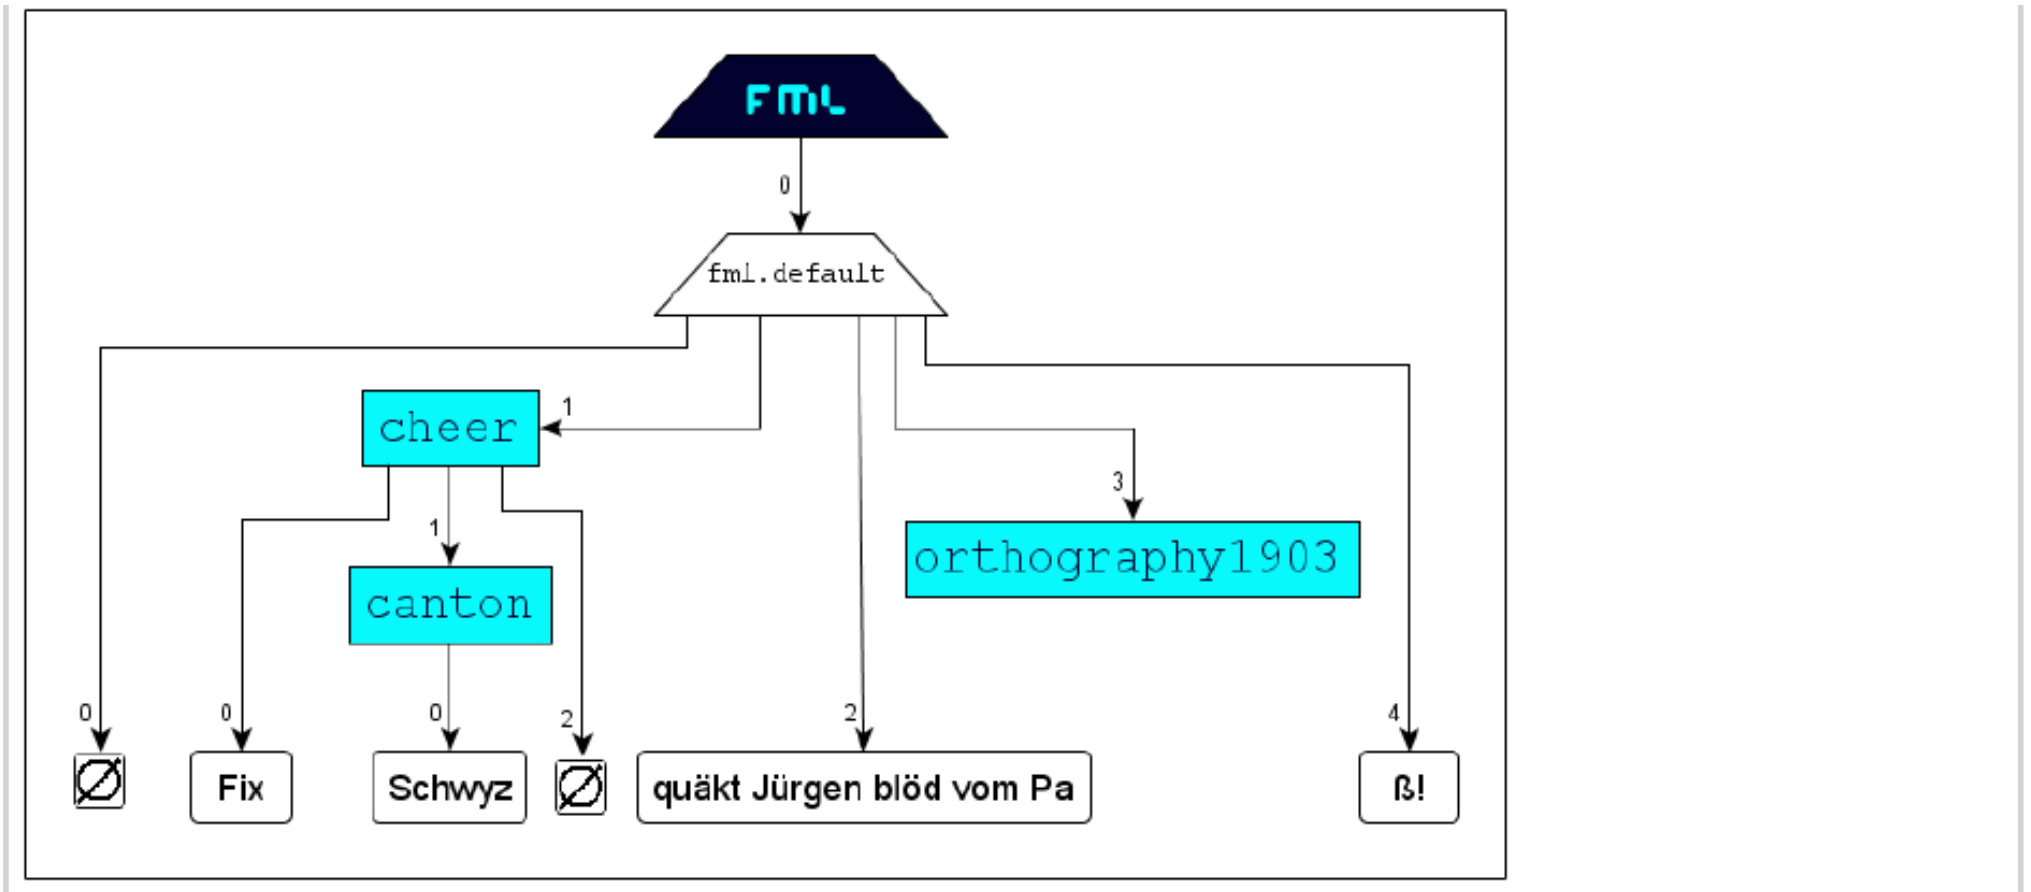 FML
0
fml.default
cheer
1
3
1
orthography1903
canton
0
0
0
2
2
4
∅
Fix
Schwyz
∅
quäkt Jürgen blöd vom Pa
ß!